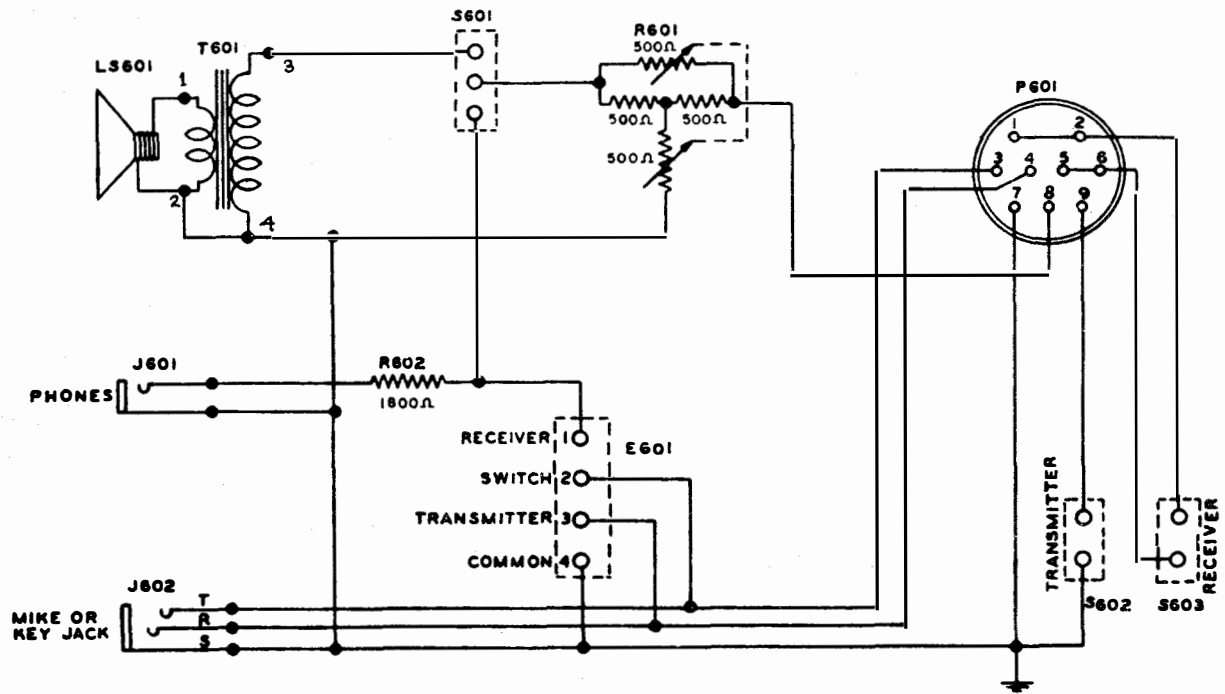 S601
T601
R601
500Ω
LS601
1
3
P601
1
2
500Ω
500Ω
3
4
5
6
500Ω
2
4
7
8
9
J601
R602
PHONES
1800Ω
RECEIVER 1
E601
SWITCH 2
TRANSMITTER 3
COMMON 4
TRANSMITTER
RECEIVER
J602
T
S602
S603
MIKE OR
KEY JACK
R
S